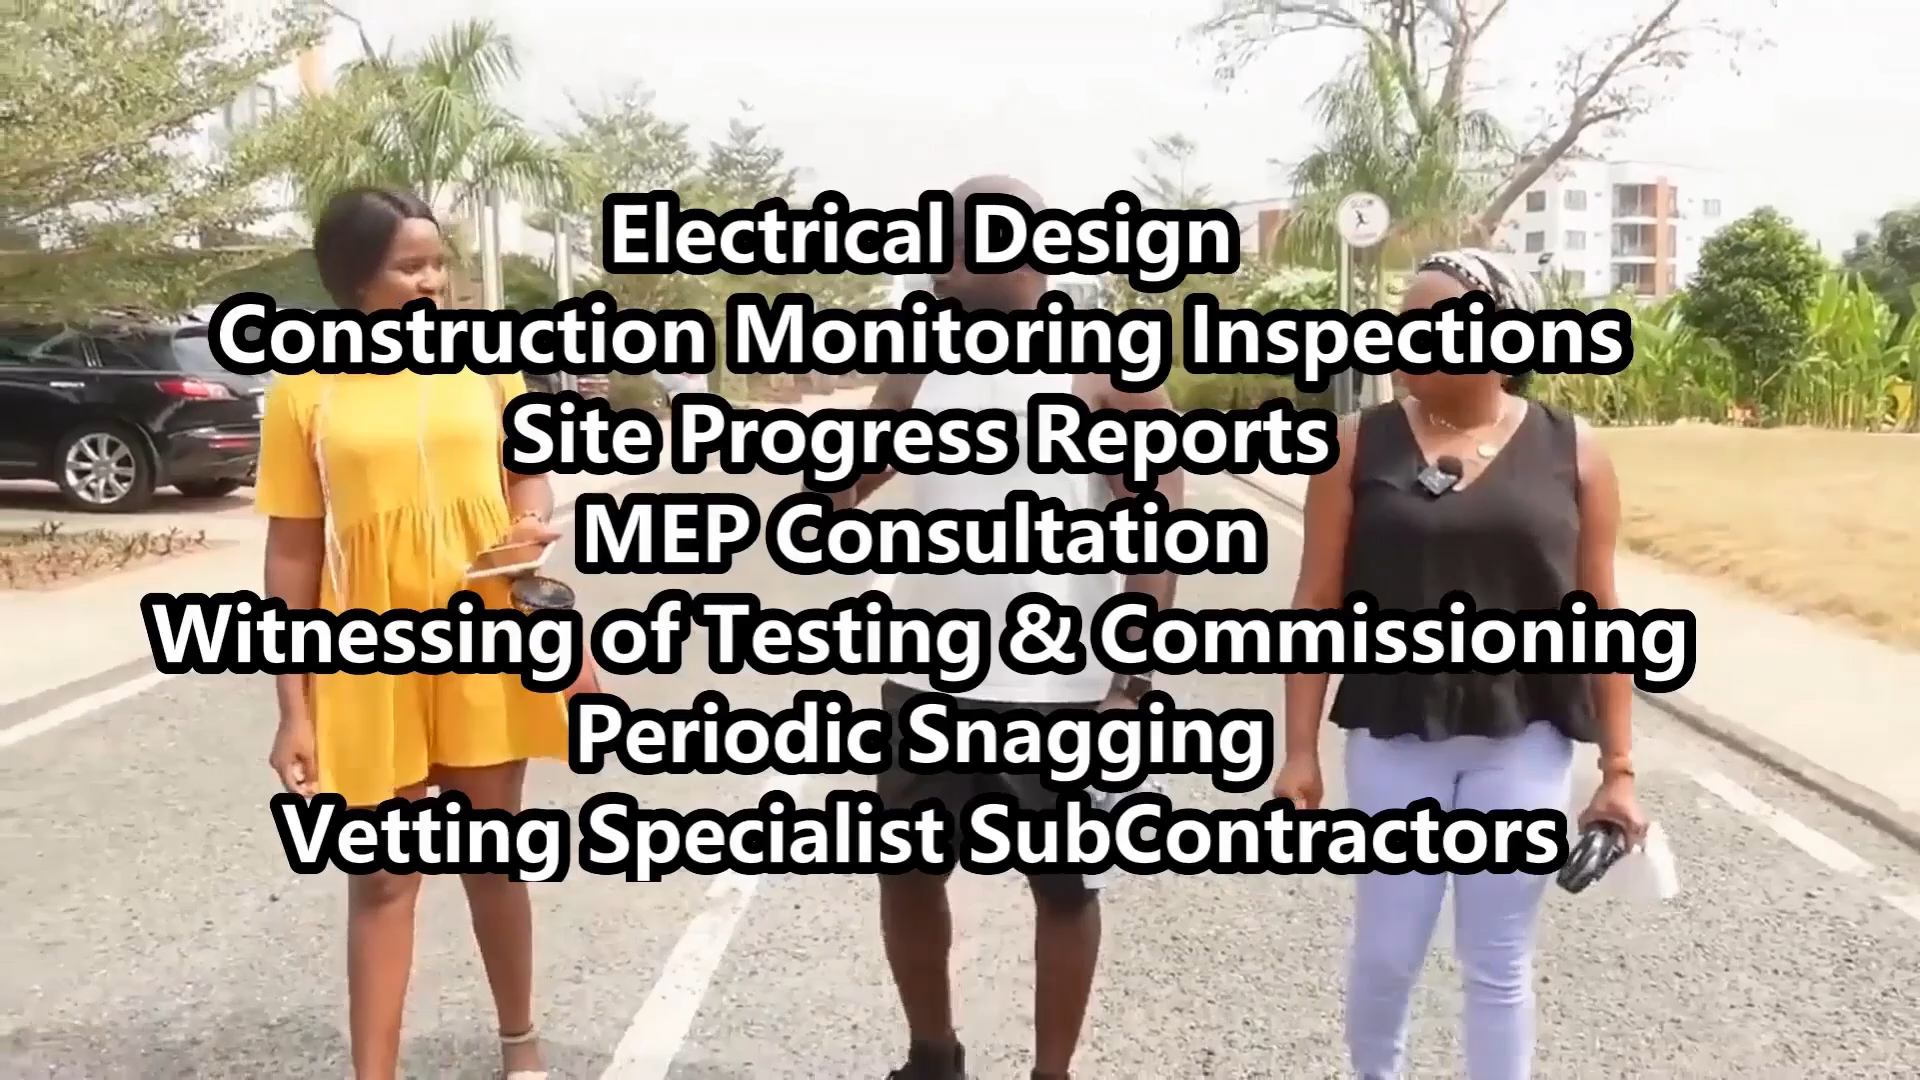 Electrical Design
Construction Monitoring Inspections
Site Progress Reports
MEP Consultation
Witnessing of Testing & Commissioning
Periodic Snagging
Vetting Specialist SubContractors